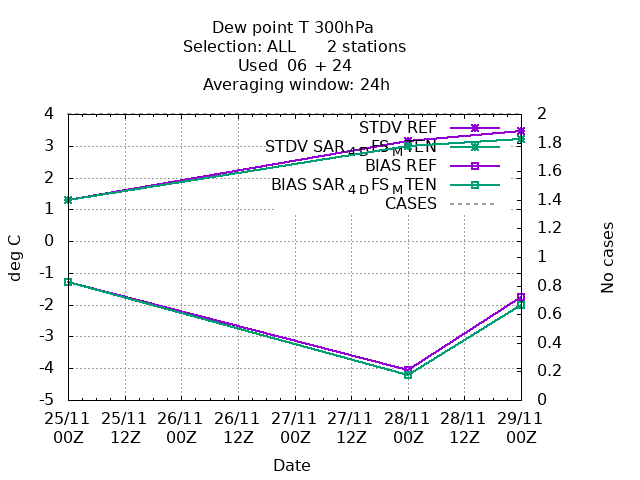 Dew point T 300hPa
Selection: ALL 2 stations
Used 06 + 24
Averaging window: 24h
4 2
STDV REF
3 STDV SAR4DFSMTEN 1.8
BIAS REF
2 BIAS SAR4DFSMTEN 1.6
1 CASES 1.4
0 1.2
-1 1
-2 0.8
-3 0.6
-4 0.4
-5 0.2
0
deg C
No cases
25/11 25/11 26/11 26/11 27/11 27/11 28/11 28/11 29/11
00Z 12Z 00Z 12Z 00Z 12Z 00Z 12Z 00Z
Date